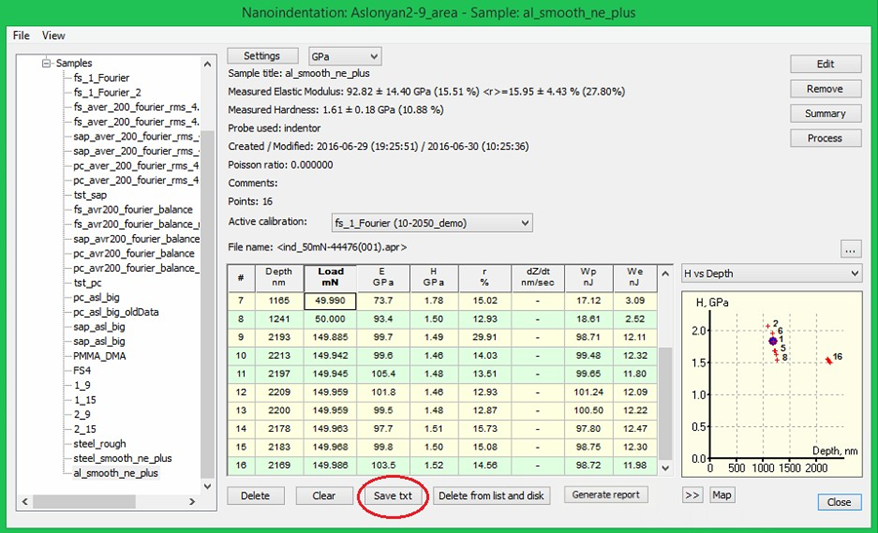 Nanoindentation: Aslonyan2-9_area - Sample: al_smooth_ne_plus
File View
Samples
fs_1_Fourier
fs_1_Fourier_2
fs_aver_200_fourier_rms_4.
fs_aver_200_fourier_rms_4.
sap_aver_200_fourier_rms_
sap_aver_200_fourier_rms_
pc_aver_200_fourier_rms_4
pc_aver_200_fourier_rms_4
tst_sap
fs_avr200_fourier_balance
fs_avr200_fourier_balance_
sap_avr200_fourier_balance
pc_avr200_fourier_balance
pc_avr200_fourier_balance_
tst_pc
pc_asl_big
pc_asl_big_oldData
sap_asl_big
sap_asl_big
PMMA_DMA
FS4
1_9
1_15
2_9
2_15
steel_rough
steel_smooth_ne_plus
al_smooth_ne_plus
Settings GPa
Sample title: al_smooth_ne_plus
Measured Elastic Modulus: 92.82 ± 14.40 GPa (15.51 %) <r>=15.95 ± 4.43 % (27.80%)
Measured Hardness: 1.61 ± 0.18 GPa (10.88 %)
Probe used: indentor
Created / Modified: 2016-06-29 (19:25:51) / 2016-06-30 (10:25:36)
Poisson ratio: 0.000000
Comments:
Points: 16
Active calibration: fs_1_Fourier (10-2050_demo)
File name: <ind_50mN-44476(001).apr>
Edit
Remove
Summary
Process
...
# Depth Load E H r dZ/dt Wp We
nm mN GPa GPa % nm/sec nJ nJ
7 1165 49.990 73.7 1.78 15.02 - 17.12 3.09
8 1241 50.000 93.4 1.50 12.93 - 18.61 2.52
9 2193 149.885 99.7 1.49 29.91 - 98.71 12.11
10 2213 149.942 99.6 1.46 14.03 - 99.48 12.32
11 2197 149.945 105.4 1.48 13.51 - 99.65 11.80
12 2209 149.959 101.8 1.46 12.93 - 101.24 12.09
13 2200 149.959 99.5 1.48 12.87 - 100.50 12.22
14 2178 149.963 97.7 1.51 15.73 - 97.80 12.47
15 2183 149.968 99.8 1.50 15.08 - 98.75 12.30
16 2169 149.986 103.5 1.52 14.56 - 98.72 11.98
H vs Depth
H, GPa
2.0
1.5
1.0
0.5
0.0
2
6
1
5
8
16
Depth, nm
0 500 1000 1500 2000
Delete Clear Save txt Delete from list and disk Generate report >> Map
Close